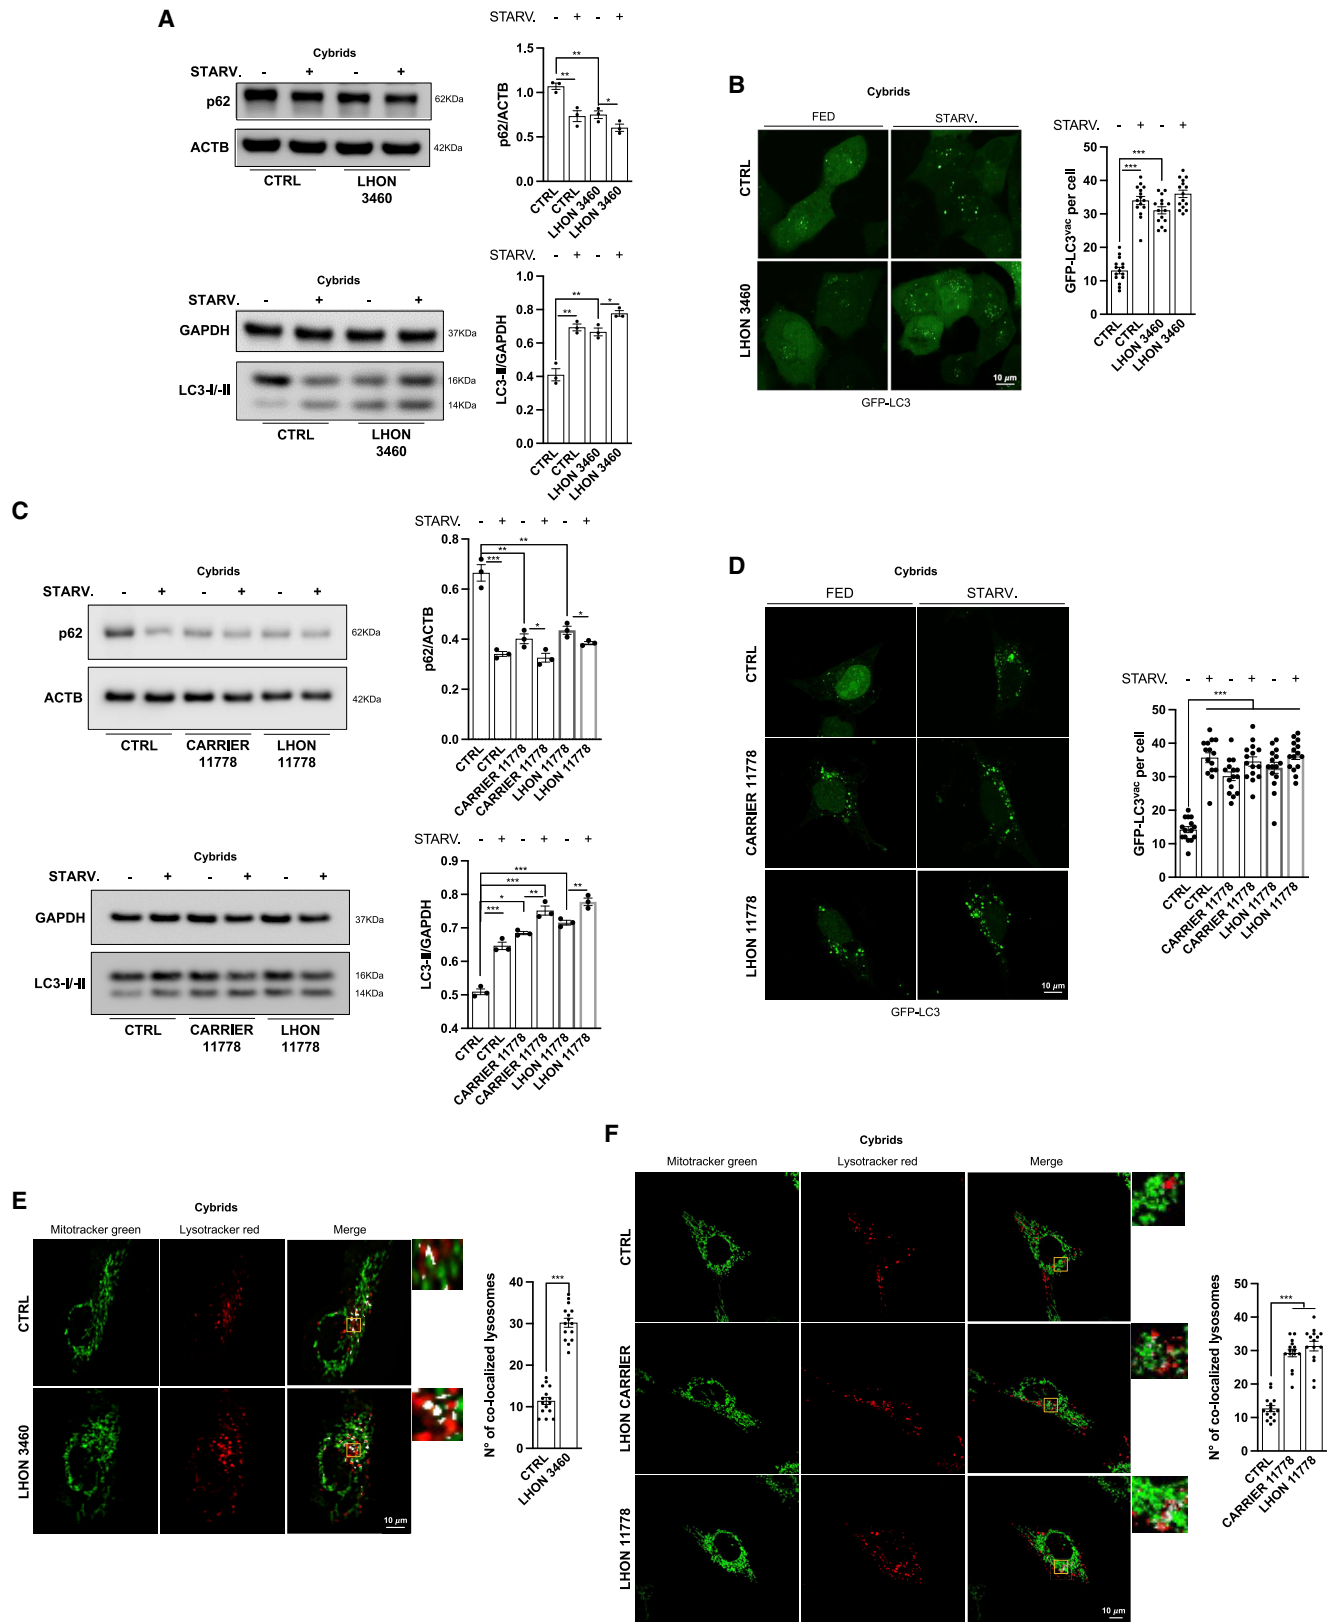 A
Cybrids
STARV. - + - +
p62
62KDa
ACTB
42KDa
CTRL
LHON
3460
STARV. - + - +
p62/ACTB
1.5
1.0
0.5
0.0
**
**
*
CTRL
CTRL
LHON 3460
LHON 3460
Cybrids
STARV. - + - +
GAPDH
37KDa
LC3-I/-II
16KDa
14KDa
CTRL
LHON
3460
STARV. - + - +
LC3-II/GAPDH
1.0
0.8
0.6
0.4
0.2
0.0
**
**
*
CTRL
CTRL
LHON 3460
LHON 3460
B
Cybrids
FED
STARV.
CTRL
LHON 3460
10 µm
GFP-LC3
STARV. - + - +
GFP-LC3vac per cell
50
40
30
20
10
0
***
***
CTRL
CTRL
LHON 3460
LHON 3460
C
Cybrids
STARV. - + - + - +
p62
62KDa
ACTB
42KDa
CTRL
CARRIER
11778
LHON
11778
STARV. - + - + - +
p62/ACTB
0.8
0.6
0.4
0.2
0.0
**
**
***
*
*
CTRL
CTRL
CARRIER 11778
CARRIER 11778
LHON 11778
LHON 11778
Cybrids
STARV. - + - + - +
GAPDH
37KDa
LC3-I/-II
16KDa
14KDa
CTRL
CARRIER
11778
LHON
11778
STARV. - + - + - +
LC3-II/GAPDH
0.9
0.8
0.7
0.6
0.5
0.4
***
***
*
***
**
**
CTRL
CTRL
CARRIER 11778
CARRIER 11778
LHON 11778
LHON 11778
D
Cybrids
FED
STARV.
CTRL
CARRIER 11778
LHON 11778
10 µm
GFP-LC3
STARV. - + - + - +
GFP-LC3vac per cell
50
40
30
20
10
0
***
CTRL
CTRL
CARRIER 11778
CARRIER 11778
LHON 11778
LHON 11778
E
Cybrids
Mitotracker green
Lysotracker red
Merge
CTRL
LHON 3460
10 µm
N° of co-localized lysosomes
40
30
20
10
0
***
CTRL
LHON 3460
F
Cybrids
Mitotracker green
Lysotracker red
Merge
CTRL
LHON CARRIER
LHON 11778
10 µm
N° of co-localized lysosomes
50
40
30
20
10
0
***
CTRL
CARRIER 11778
LHON 11778